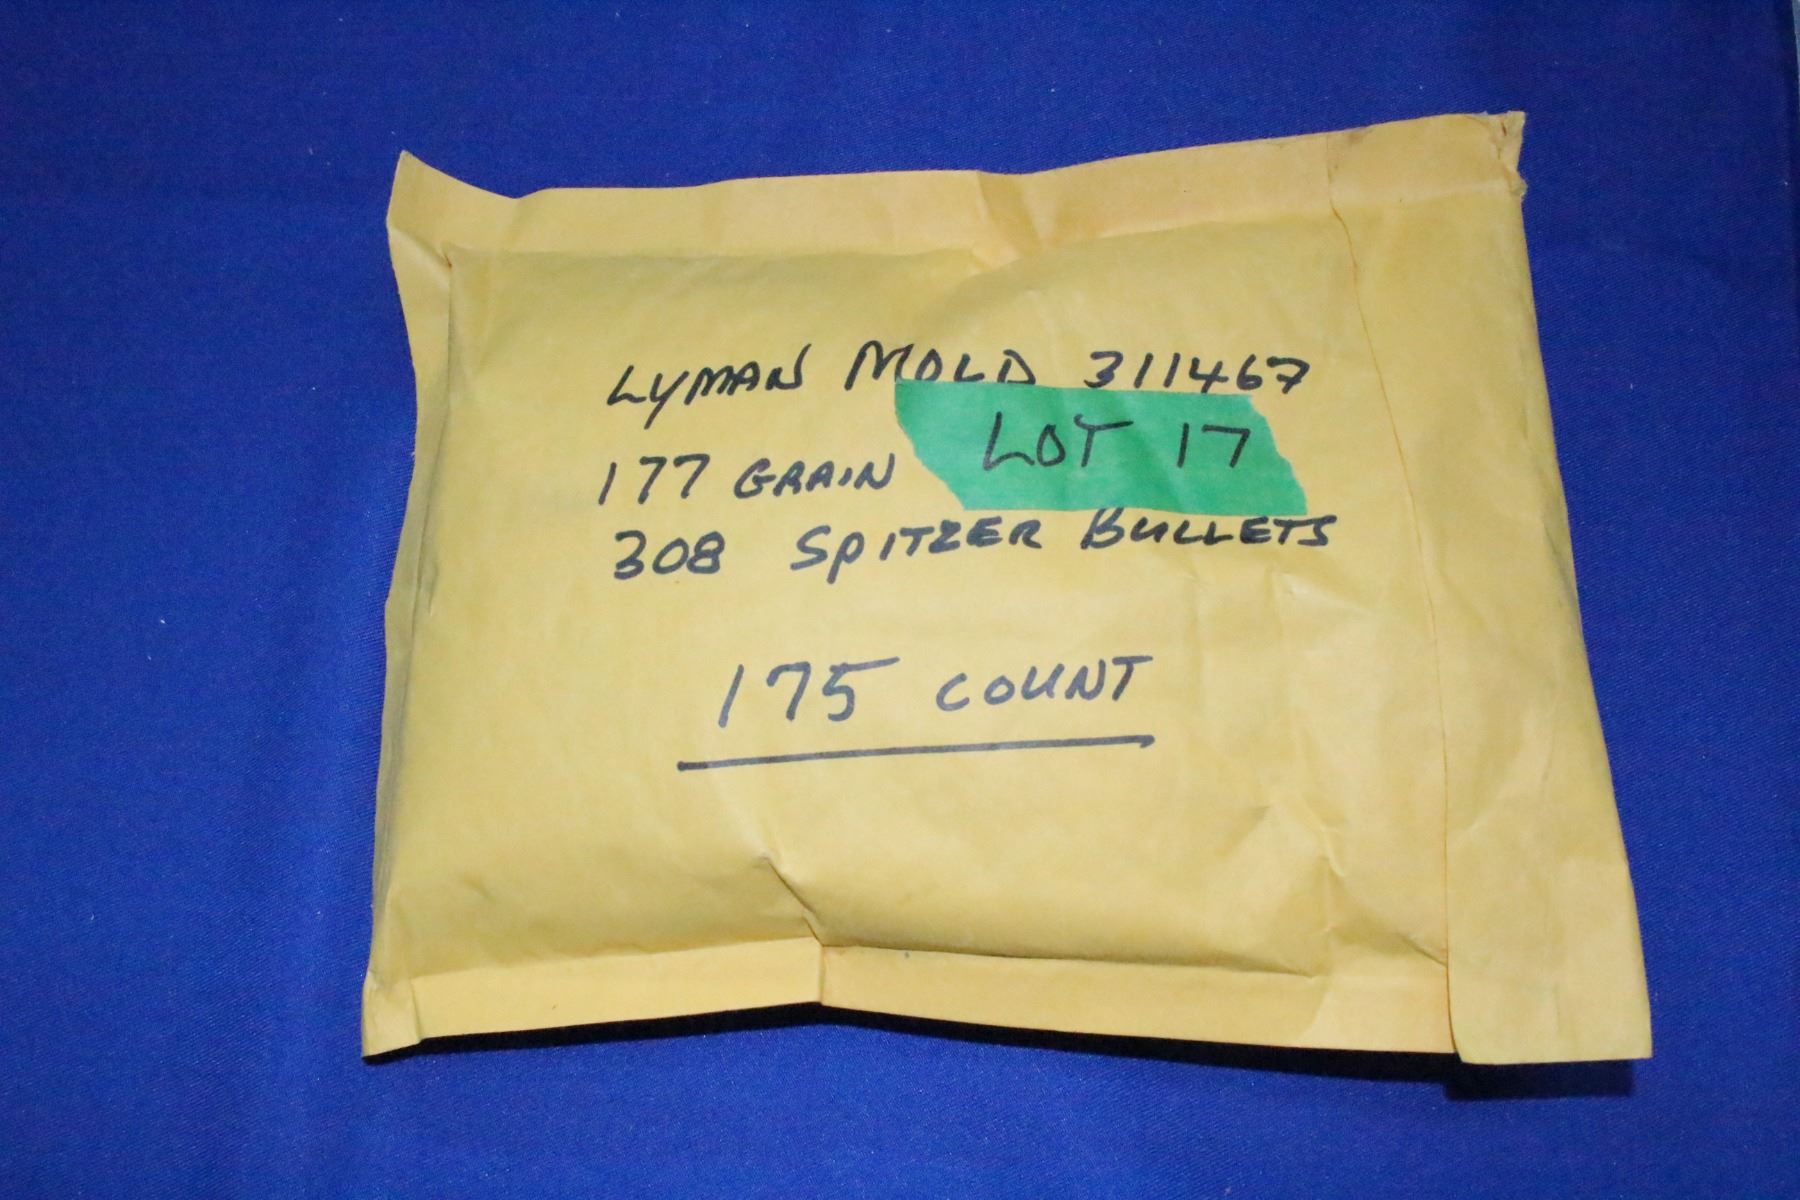 LYMAN MOLD 311467
LOT 17
177 GRAIN
308 SPITZER BULLETS
175 COUNT